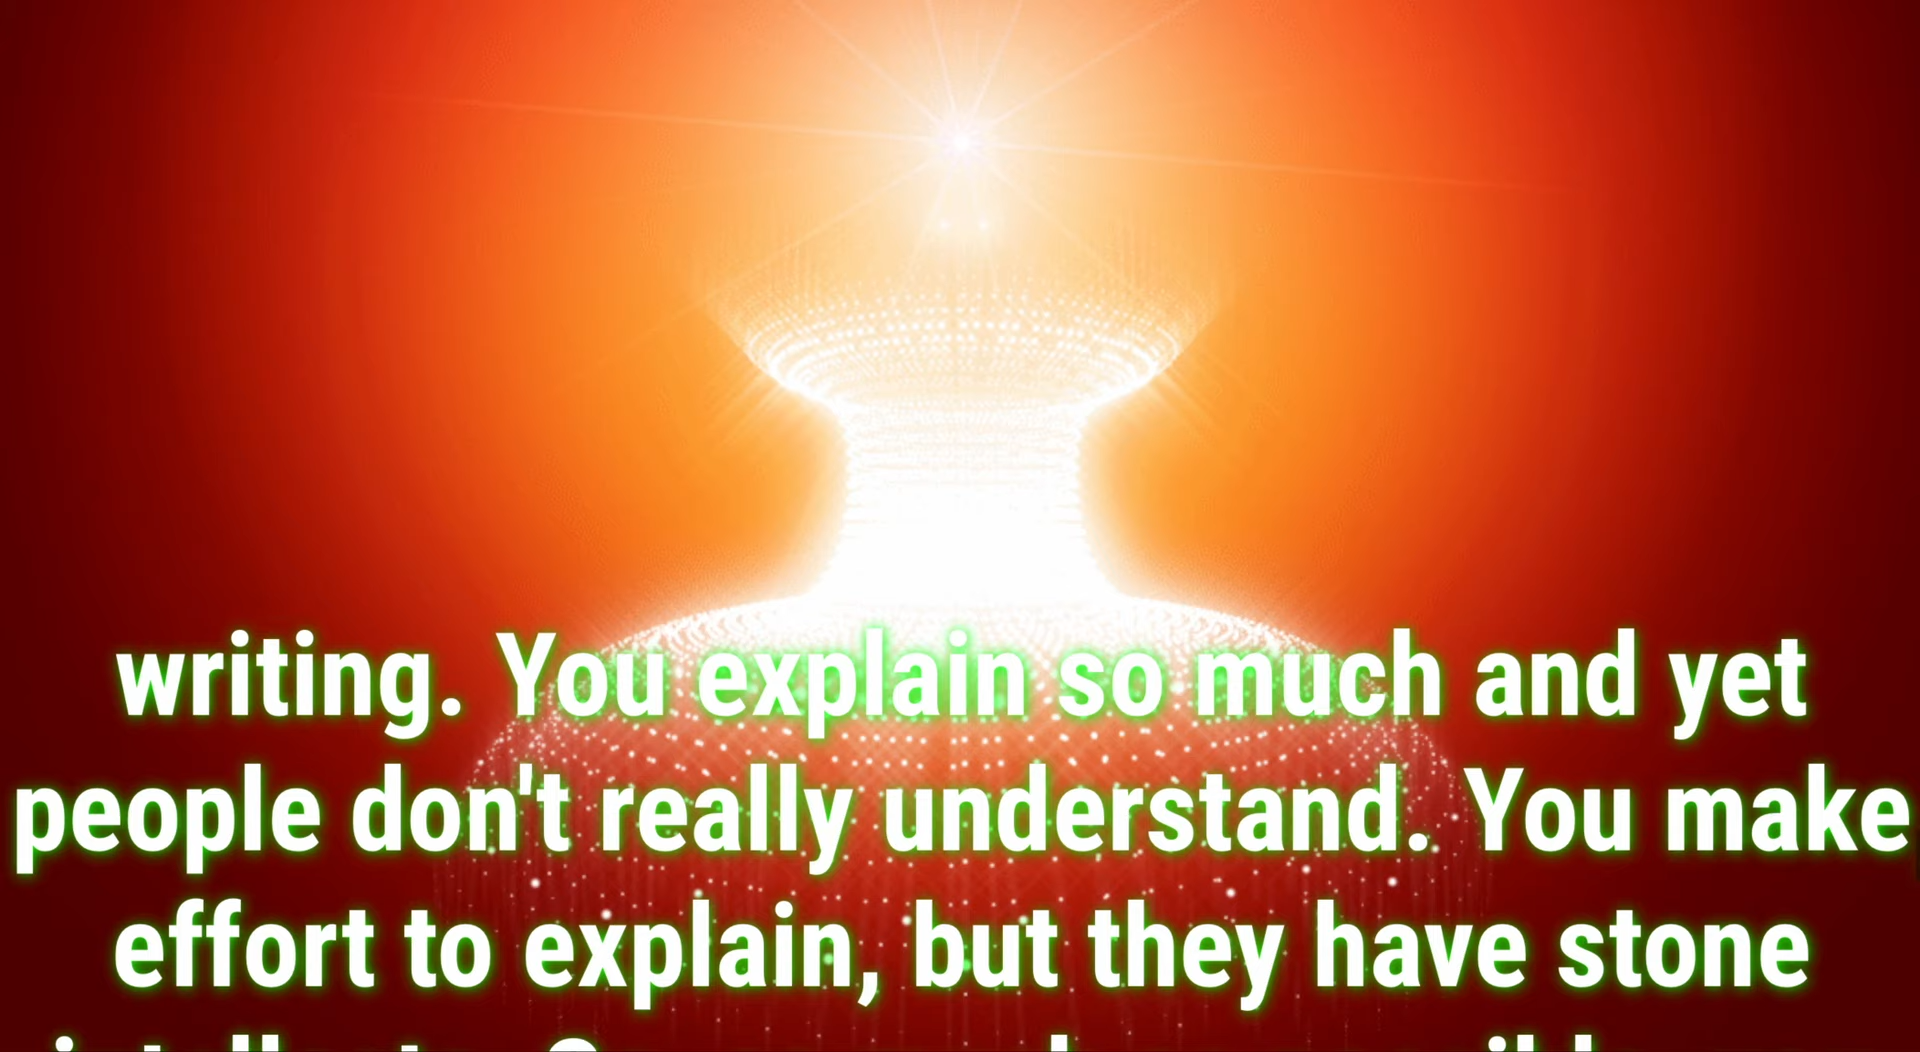 writing. You explain so much and yet
people don't really understand. You make
effort to explain, but they have stone